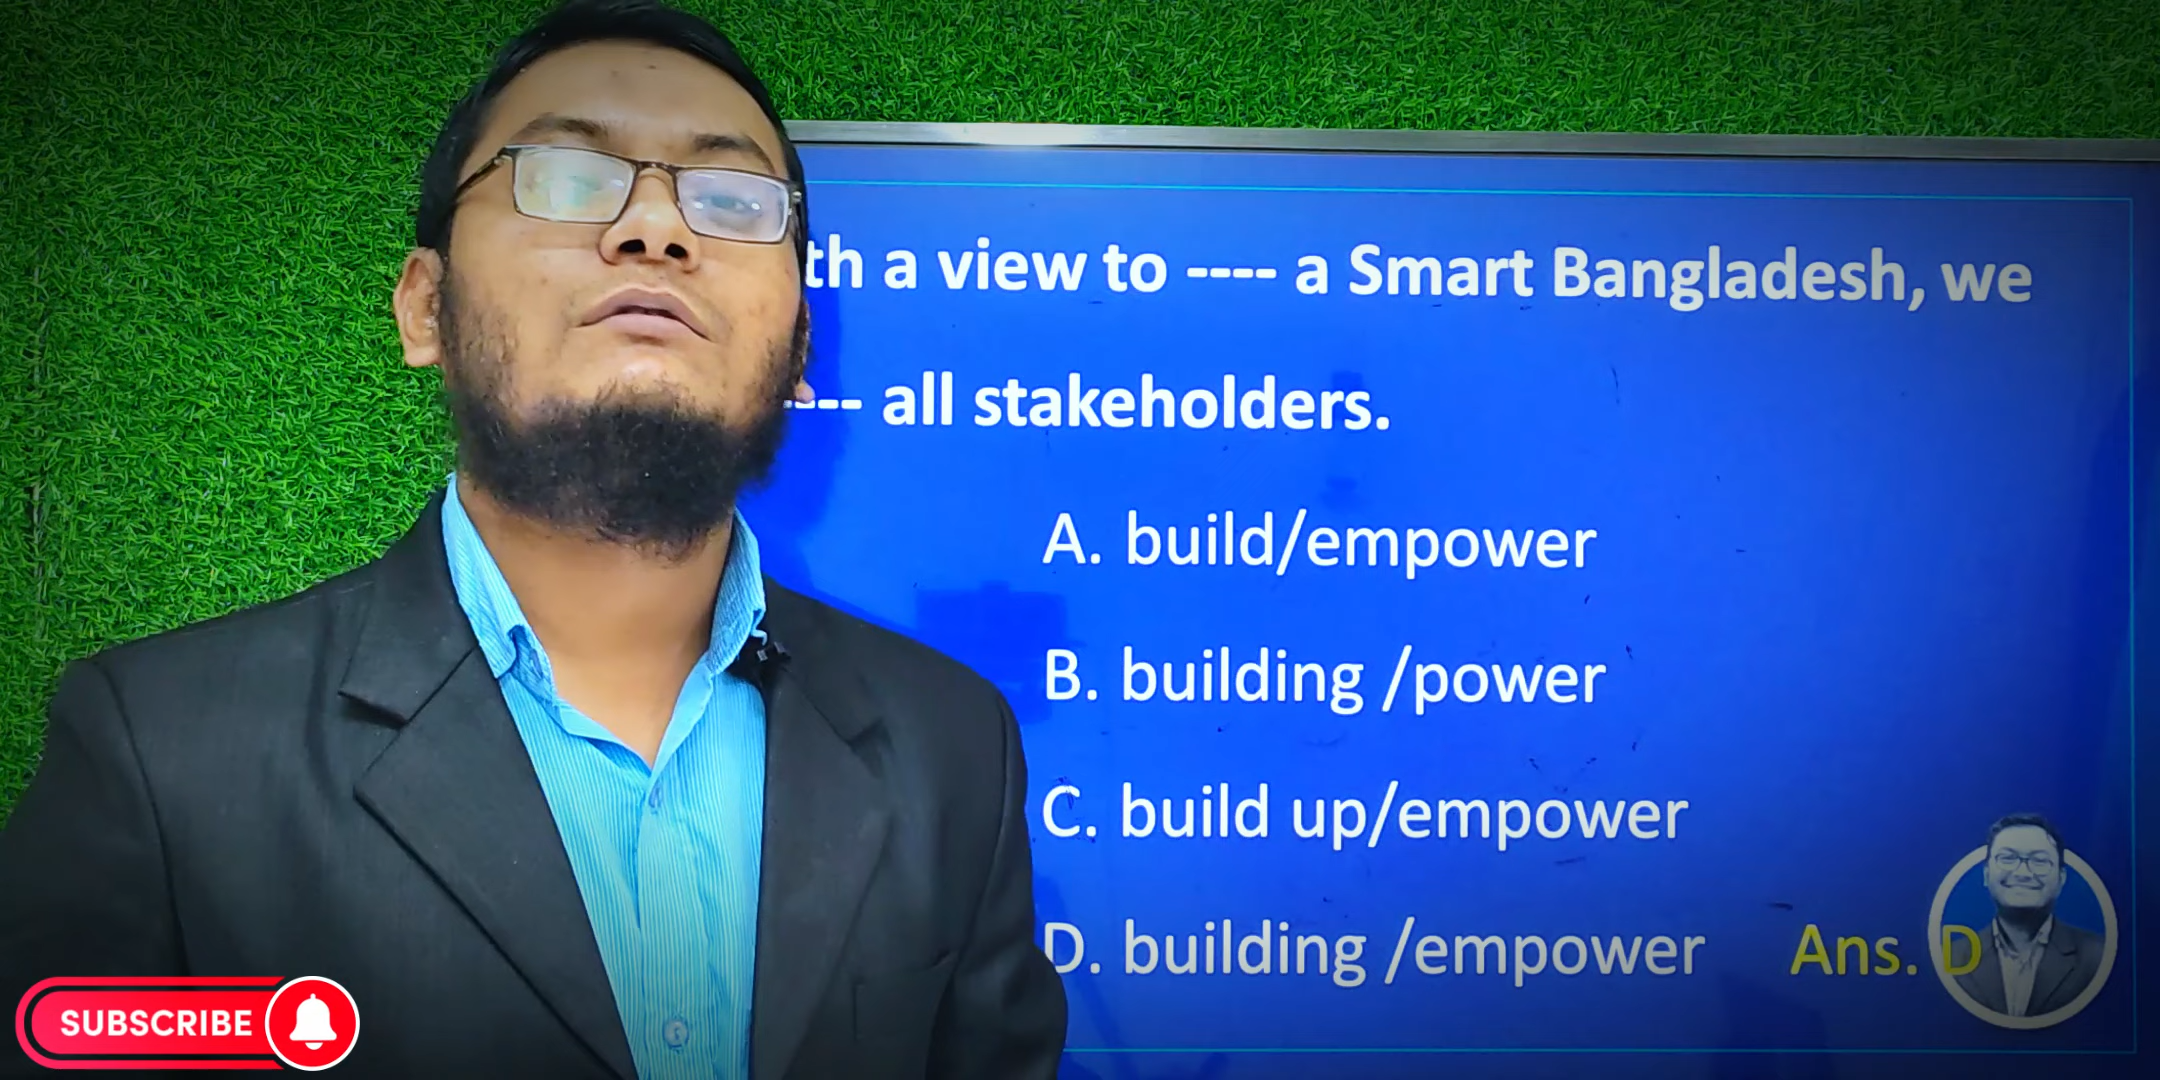 th a view to ---- a Smart Bangladesh, we
---- all stakeholders.
A. build/empower
B. building /power
C. build up/empower
D. building /empower Ans. D
SUBSCRIBE